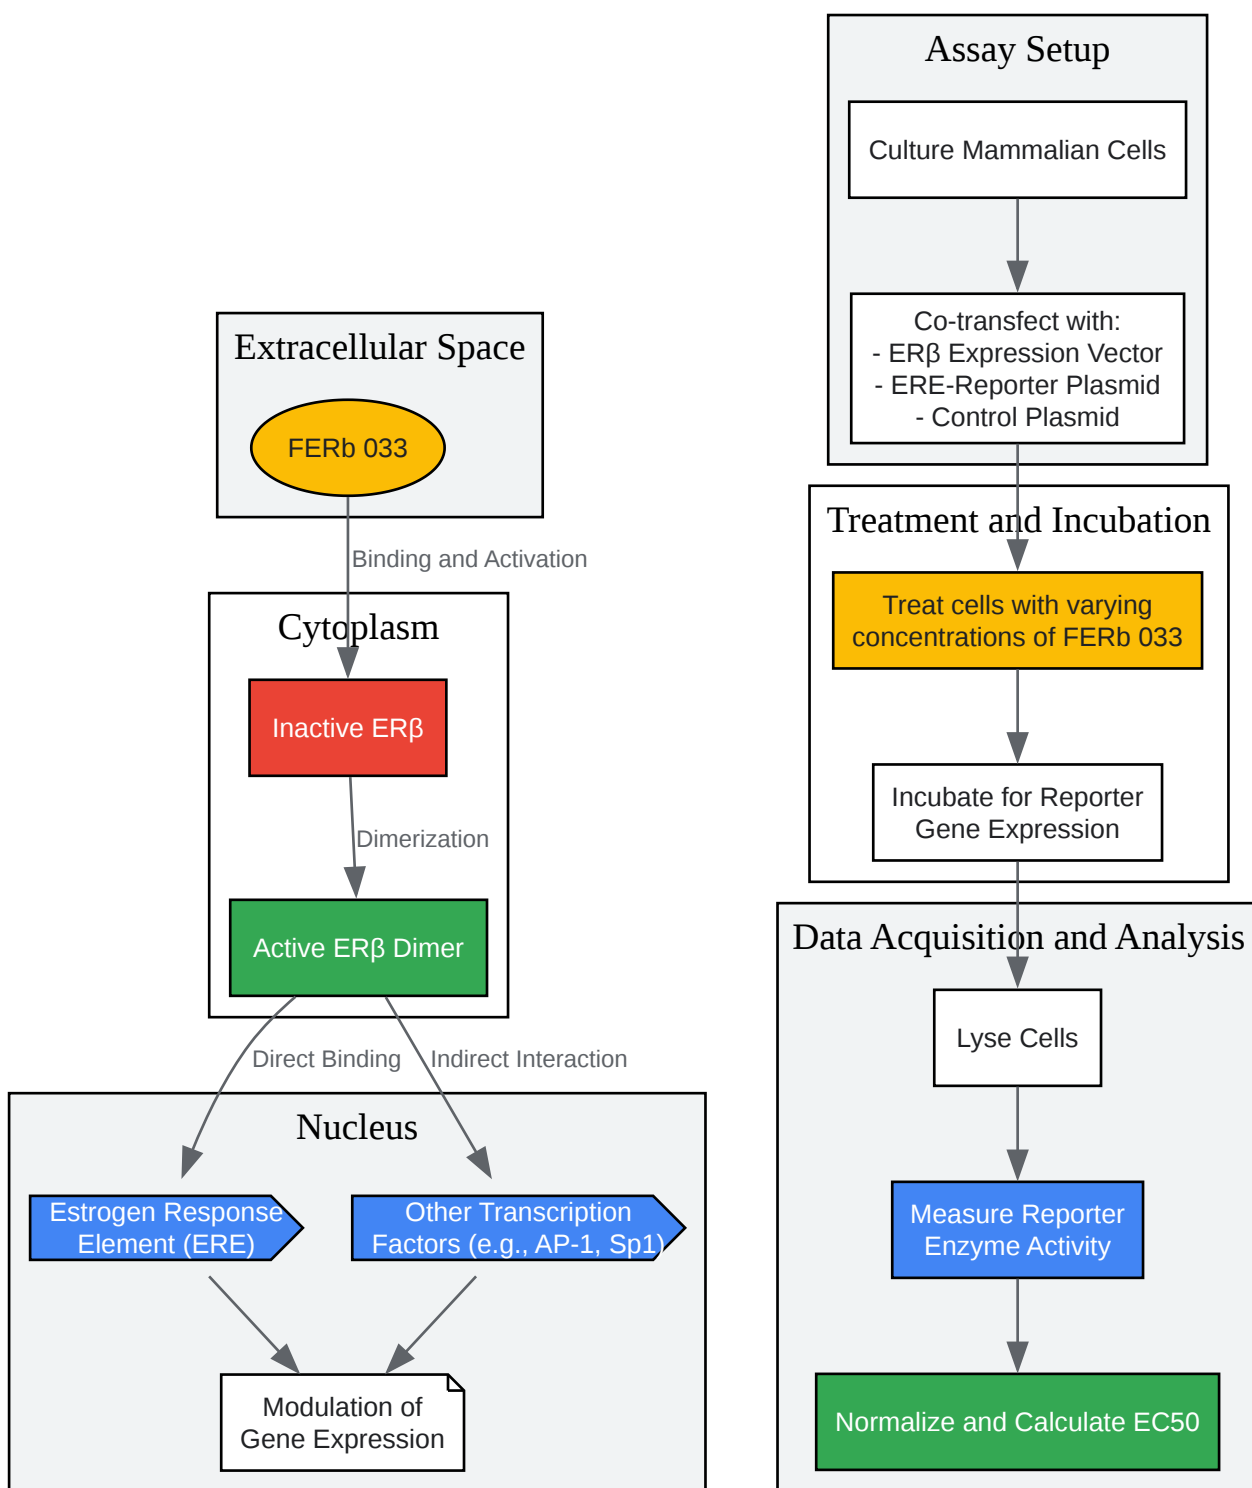 Extracellular Space
FERb 033
Binding and Activation
Cytoplasm
Inactive ERβ
Dimerization
Active ERβ Dimer
Direct Binding
Indirect Interaction
Nucleus
Estrogen Response
Element (ERE)
Other Transcription
Factors (e.g., AP-1, Sp1)
Modulation of
Gene Expression
Assay Setup
Culture Mammalian Cells
Co-transfect with:
- ERβ Expression Vector
- ERE-Reporter Plasmid
- Control Plasmid
Treatment and Incubation
Treat cells with varying
concentrations of FERb 033
Incubate for Reporter
Gene Expression
Data Acquisition and Analysis
Lyse Cells
Measure Reporter
Enzyme Activity
Normalize and Calculate EC50